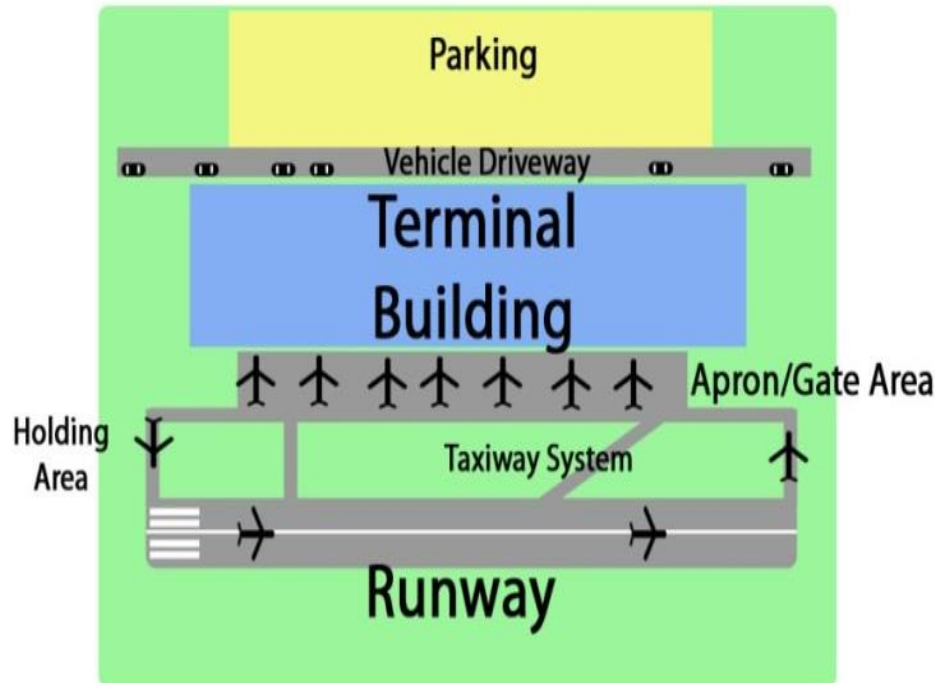 Parking
Vehicle Driveway
Terminal
Building
Apron/Gate Area
Holding
Area
Taxiway System
Runway